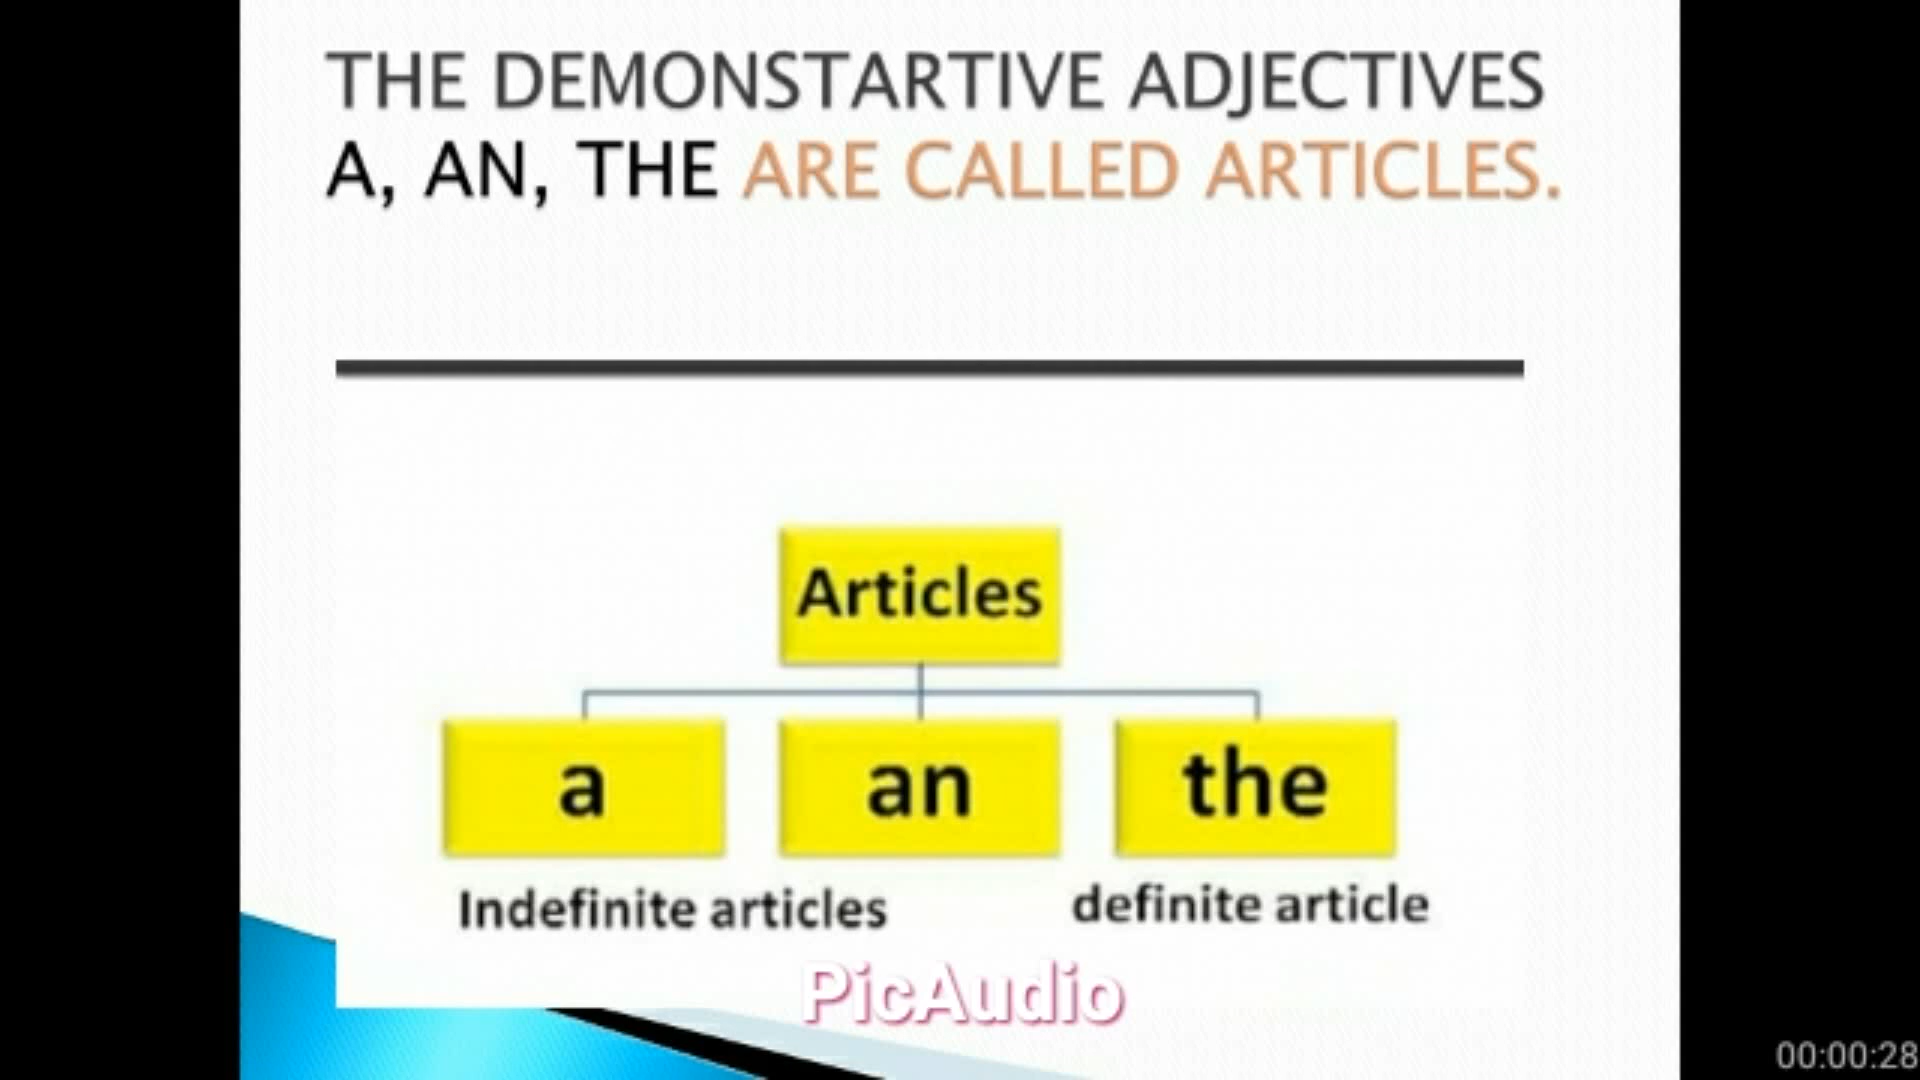 THE DEMONSTARTIVE ADJECTIVES
A, AN, THE ARE CALLED ARTICLES.
Articles
a an the
Indefinite articles definite article
PicAudio
00:00:28